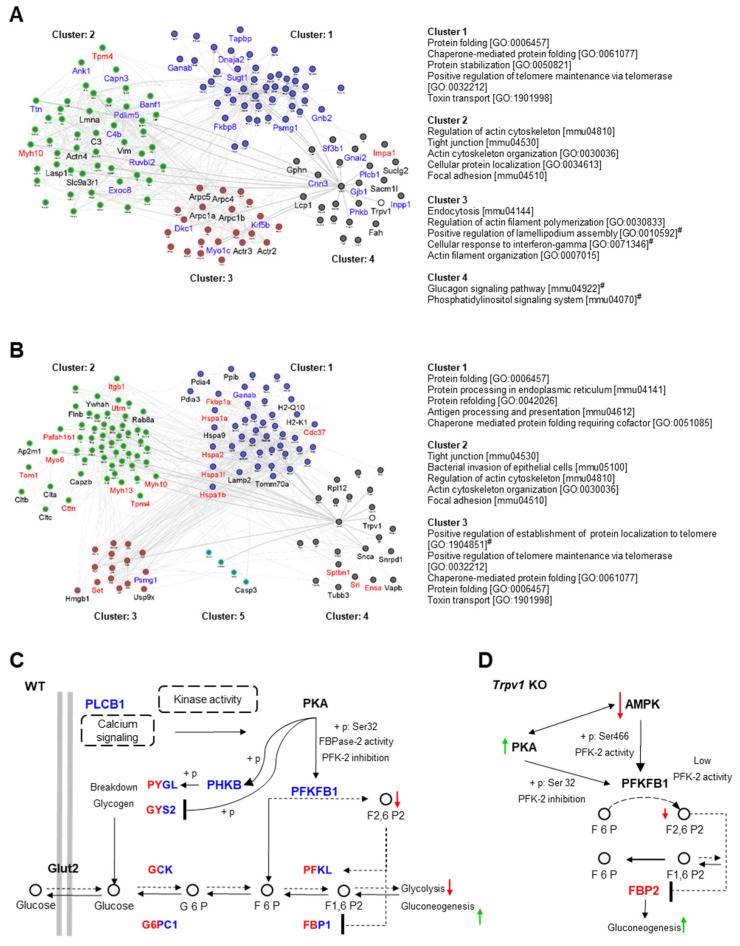 A
Cluster: 2
Cluster: 1
Tpm4
Ank1
Capn3
Ttn
Banf1
Pdlim5
Lmna
C4b
C3
Vim
Myh10
Actn4
Ruvbl2
Lasp1
Slc9a3r1
Exoc8
Tapbp
Dnaja2
Ganab
Sugt1
Gnb2
Fkbp8
Psmg1
Sf3b1
Impa1
Gnai2
Gphn
Plcb1
Suclg2
Cnn3
Gjb1
Sacm1l
Lcp1
Trpv1
Phkb
Inpp1
Fah
Arpc5
Arpc4
Arpc1a
Arpc1b
Dkc1
Kif5b
Myo1c
Actr3
Actr2
Cluster: 3
Cluster: 4
Cluster 1
Protein folding [GO:0006457]
Chaperone-mediated protein folding [GO:0061077]
Protein stabilization [GO:0050821]
Positive regulation of telomere maintenance via telomerase
[GO:0032212]
Toxin transport [GO:1901998]
Cluster 2
Regulation of actin cytoskeleton [mmu04810]
Tight junction [mmu04530]
Actin cytoskeleton organization [GO:0030036]
Cellular protein localization [GO:0034613]
Focal adhesion [mmu04510]
Cluster 3
Endocytosis [mmu04144]
Regulation of actin filament polymerization [GO:0030833]
Positive regulation of lamellipodium assembly [GO:0010592]#
Cellular response to interferon-gamma [GO:0071346]#
Actin filament organization [GO:0007015]
Cluster 4
Glucagon signaling pathway [mmu04922]#
Phosphatidylinositol signaling system [mmu04070]#
B
Cluster: 2
Cluster: 1
Itgb1
Ywhah
Utrn
Flnb
Rab8a
Pafah1b1
Ap2m1
Myo6
Tom1
Capzb
Clta
Cltb
Cttn
Cltc
Myh13
Myh10
Tpm4
Pdia4
Ppib
Pdia3
Ganab
Fkbp1a
Hspa1a
H2-Q10
H2-K1
Hspa9
Cdc37
Hspa2
Hspa1l
Lamp2
Tomm70a
Hspa1b
Rpl12
Trpv1
Snca
Snrpd1
Sptbn1
Sri
Ensa
Vapb
Tubb3
Psmg1
Set
Hmgb1
Usp9x
Casp3
Cluster: 3
Cluster: 5
Cluster: 4
Cluster 1
Protein folding [GO:0006457]
Protein processing in endoplasmic reticulum [mmu04141]
Protein refolding [GO:0042026]
Antigen processing and presentation [mmu04612]
Chaperone mediated protein folding requiring cofactor [GO:0051085]
Cluster 2
Tight junction [mmu04530]
Bacterial invasion of epithelial cells [mmu05100]
Regulation of actin cytoskeleton [mmu04810]
Actin cytoskeleton organization [GO:0030036]
Focal adhesion [mmu04510]
Cluster 3
Positive regulation of establishment of protein localization to telomere
[GO:1904851]#
Positive regulation of telomere maintenance via telomerase
[GO:0032212]
Chaperone-mediated protein folding [GO:0061077]
Protein folding [GO:0006457]
Toxin transport [GO:1901998]
C
WT
PLCB1
Kinase activity
PKA
Calcium
signaling
+ p: Ser32
FBPase-2 activity
PFK-2 inhibition
+ p
Breakdown
Glycogen
PYGL
+ p
PHKB
GYS2
+ p
PFKFB1
F2,6 P2
Glut2
GCK
PFKL
Glucose
Glucose
G 6 P
F 6 P
F1,6 P2
Glycolysis
Gluconeogenesis
G6PC1
FBP1
D
Trpv1 KO
AMPK
PKA
+ p: Ser466
PFK-2 activity
+ p: Ser 32
PFK-2 inhibition
PFKFB1
Low
PFK-2 activity
F 6 P
F2,6 P2
F 6 P
F1,6 P2
FBP2
Gluconeogenesis